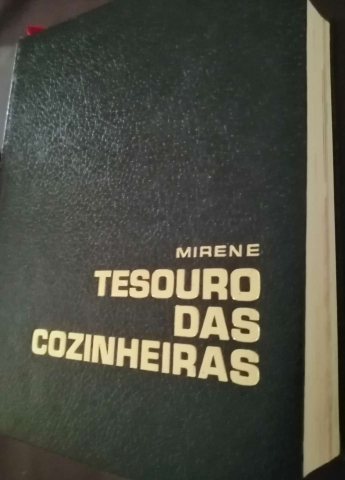 MIRENE
TESOURO
DAS
COZINHEIRAS